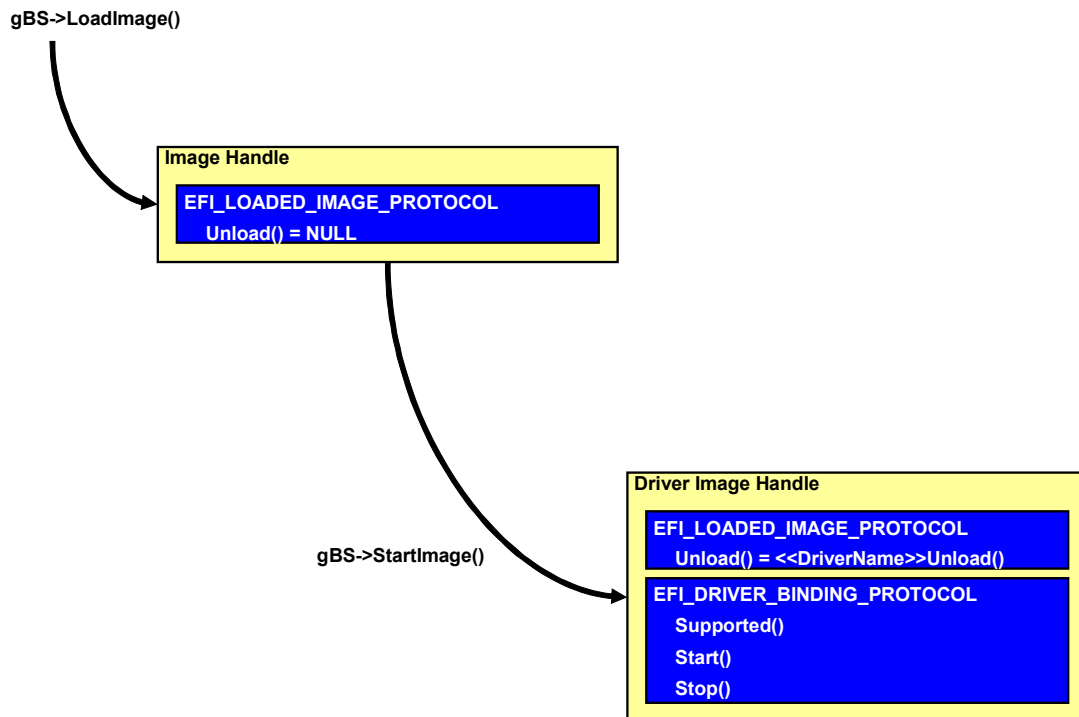 gBS->LoadImage()
Image Handle
EFI_LOADED_IMAGE_PROTOCOL
Unload() = NULL
gBS->StartImage()
Driver Image Handle
EFI_LOADED_IMAGE_PROTOCOL
Unload() = <<DriverName>>Unload()
EFI_DRIVER_BINDING_PROTOCOL
Supported()
Start()
Stop()